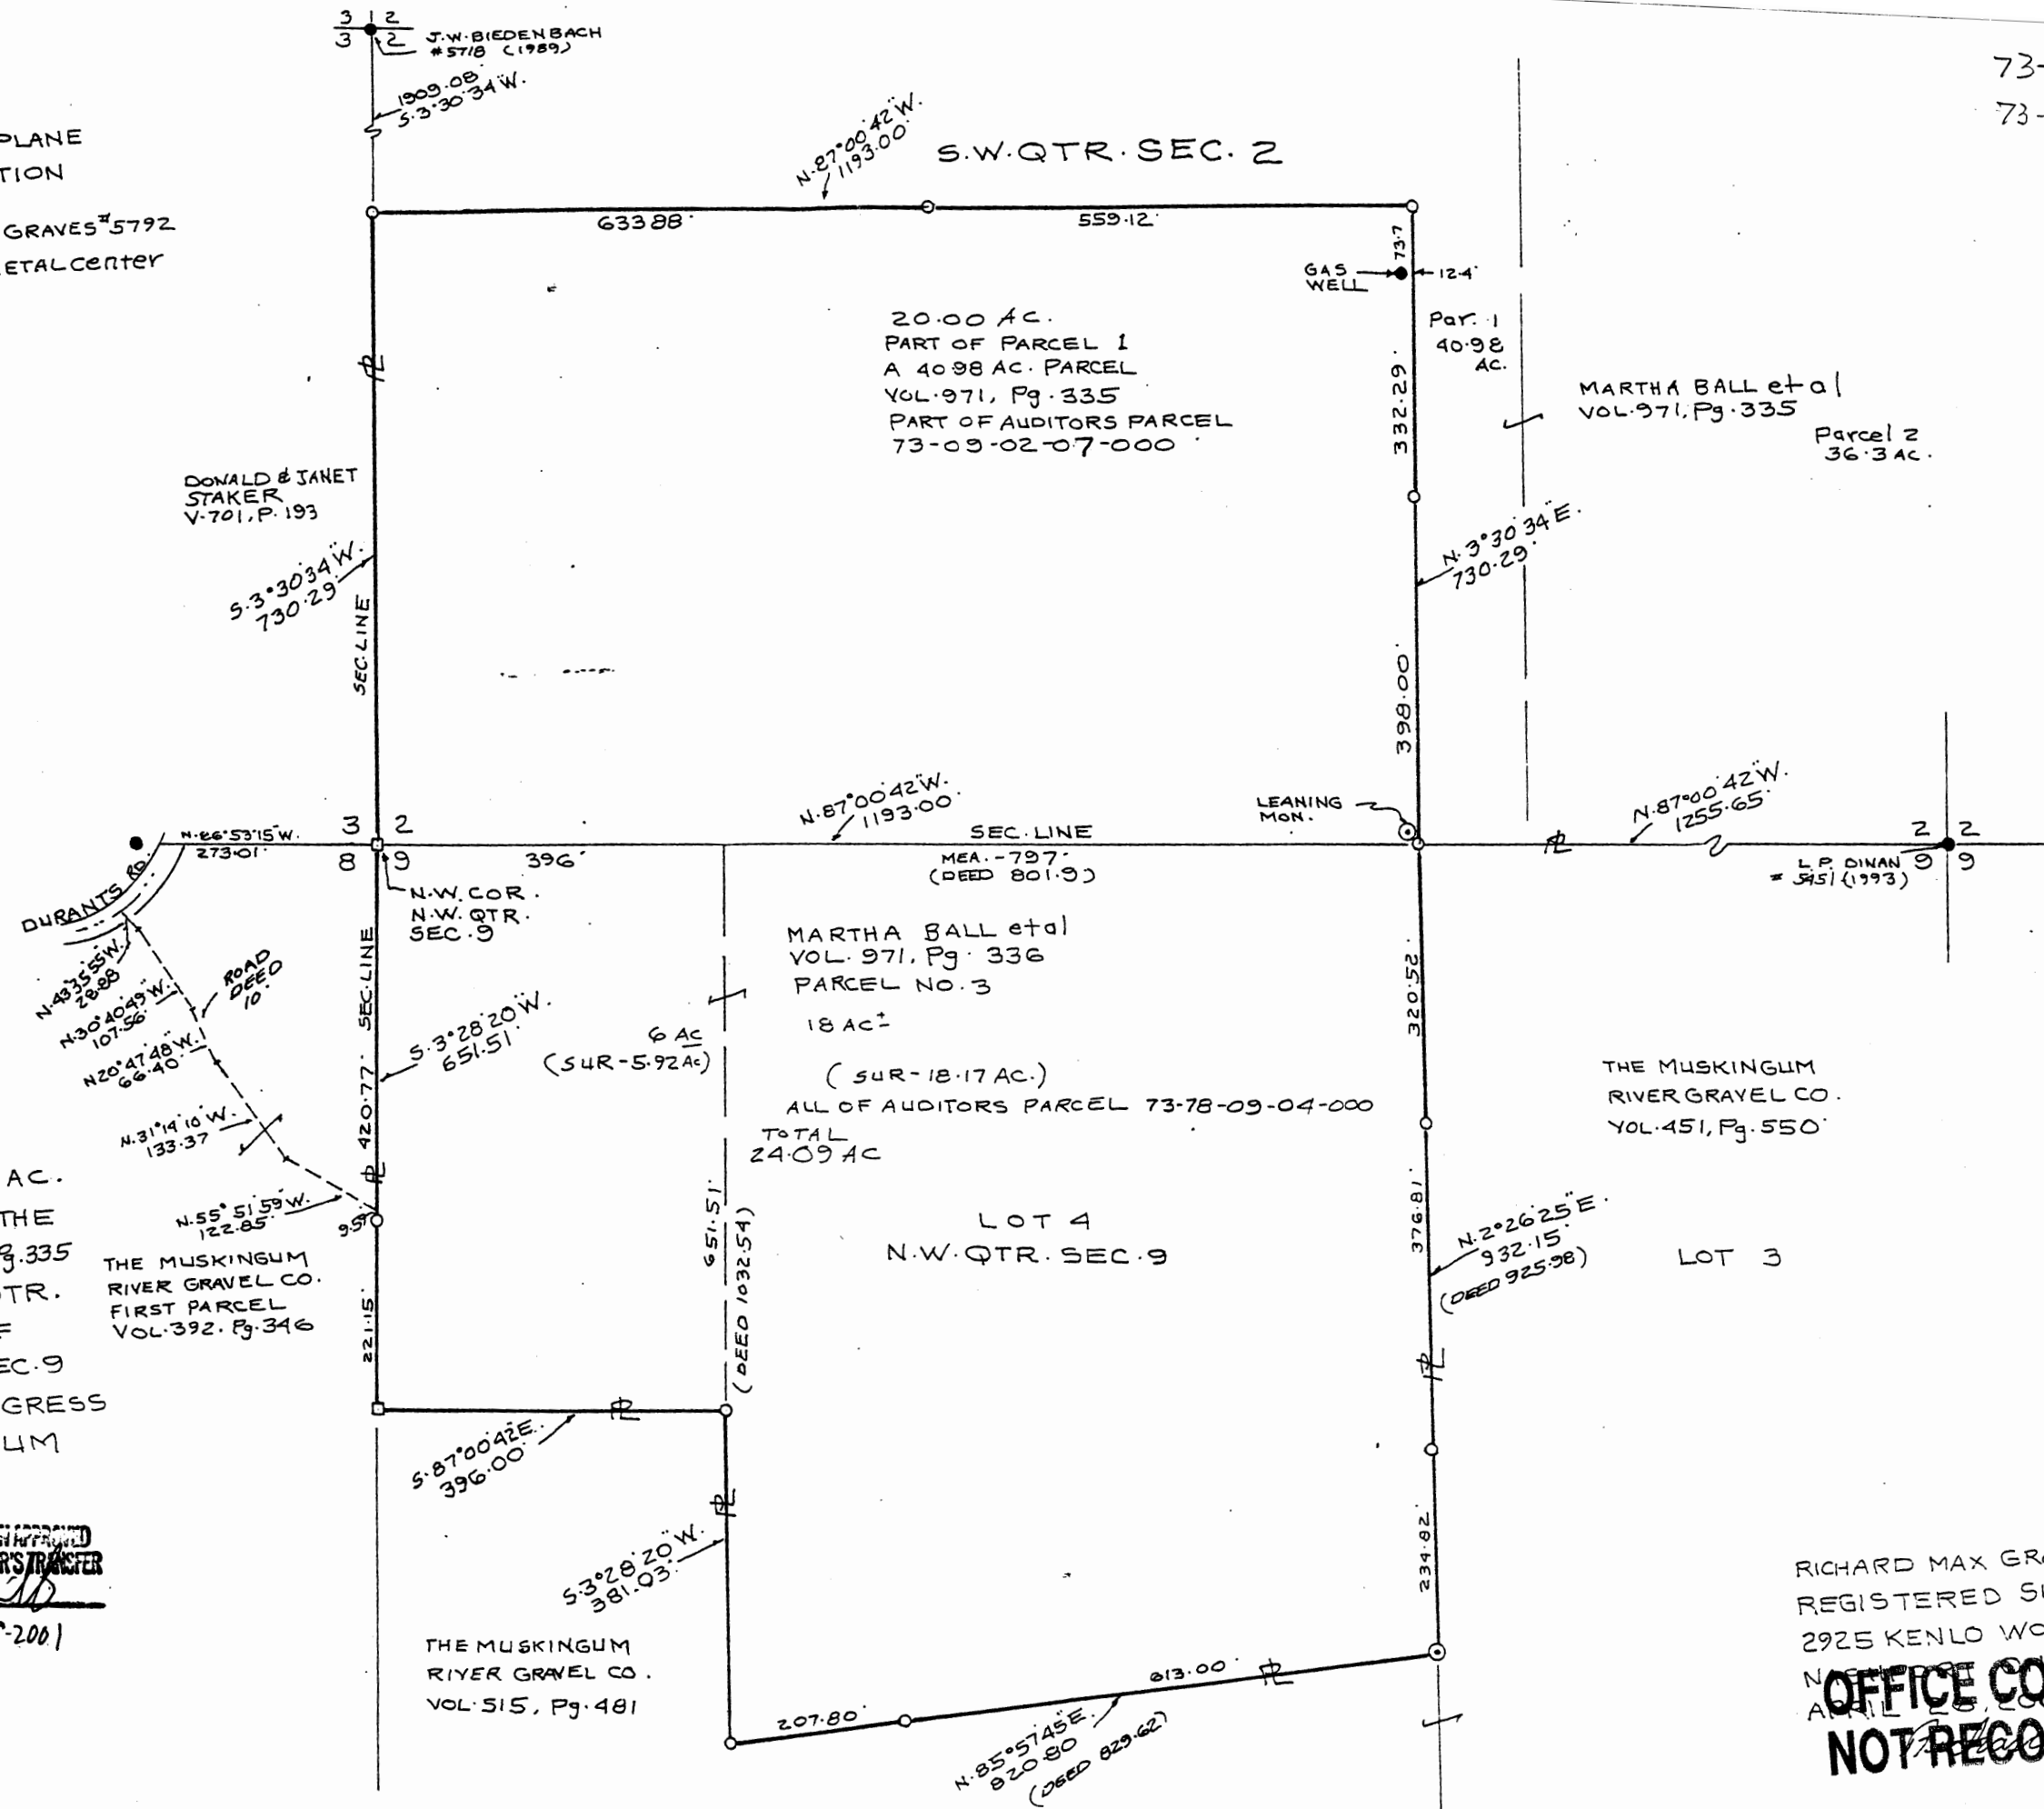 3 2
3 2
J.W. BIEDENBACH
#5718 (1989)
1909.08'
S.3°30'34"W.
73-
73-
PLANE
TION
GRAVES #5792
ETAL center
N.87°00'42"W.
1193.00'
S.W. QTR. SEC. 2
633.88'
559.12'
73.7
GAS
WELL
12.4'
20.00 AC.
PART OF PARCEL 1
A 40.98 AC. PARCEL
VOL. 971, Pg. 335
PART OF AUDITORS PARCEL
73-09-02-07-000
Par. 1
40.98
AC.
332.29'
MARTHA BALL etal
VOL. 971, Pg. 335
Parcel 2
36.3 AC.
DONALD & JANET
STAKER
V-701, P. 193
S.3°30'34"W.
730.29'
SEC. LINE
N.3°30'34"E.
730.29'
398.00'
N.86°53'15"W.
273.01'
3 2
8 9
396'
N.87°00'42"W.
1193.00'
SEC. LINE
MEA.-797'
(DEED 801.9)
LEANING
MON.
N.87°00'42"W.
1255.65'
2 2
9 9
L.P. DINAN
# 5451 (1993)
DURANTS RD.
N.W. COR.
N.W. QTR.
SEC. 9
N.43°35'55"W.
28.88
N.30°40'49"W.
107.56'
N20°47'48"W.
66.40'
N.31°14'10"W.
133.37
N.55°51'59"W.
122.85'
9.59'
ROAD
DEED
10'
SEC. LINE
420.77'
S.3°28'20"W.
651.51'
6 AC
(SUR-5.92 Ac)
MARTHA BALL etal
VOL. 971, Pg. 336
PARCEL NO. 3
18 AC±
(SUR-18.17 AC.)
ALL OF AUDITORS PARCEL 73-78-09-04-000
TOTAL
24.09 AC
320.52'
THE MUSKINGUM
RIVER GRAVEL CO.
VOL. 451, Pg. 550
AC.
THE
Pg. 335
TR.
EC. 9
GRESS
UM
THE MUSKINGUM
RIVER GRAVEL CO.
FIRST PARCEL
VOL. 392. Pg. 346
221.15'
651.51'
(DEED 1032.54)
LOT 4
N.W. QTR. SEC. 9
376.81'
N.2°26'25"E.
932.15'
(DEED 925.98)
LOT 3
S.87°00'42"E.
396.00'
S.3°28'20"W.
381.03'
234.82'
APPROVED
R'S TRANSFER
-2001
THE MUSKINGUM
RIVER GRAVEL CO.
VOL. 515, Pg. 481
207.80'
613.00'
N.85°57'45"E.
820.80
(DEED 829.62)
RICHARD MAX GR
REGISTERED S
2925 KENLO WO
OFFICE CO
APRIL
NOT RECO